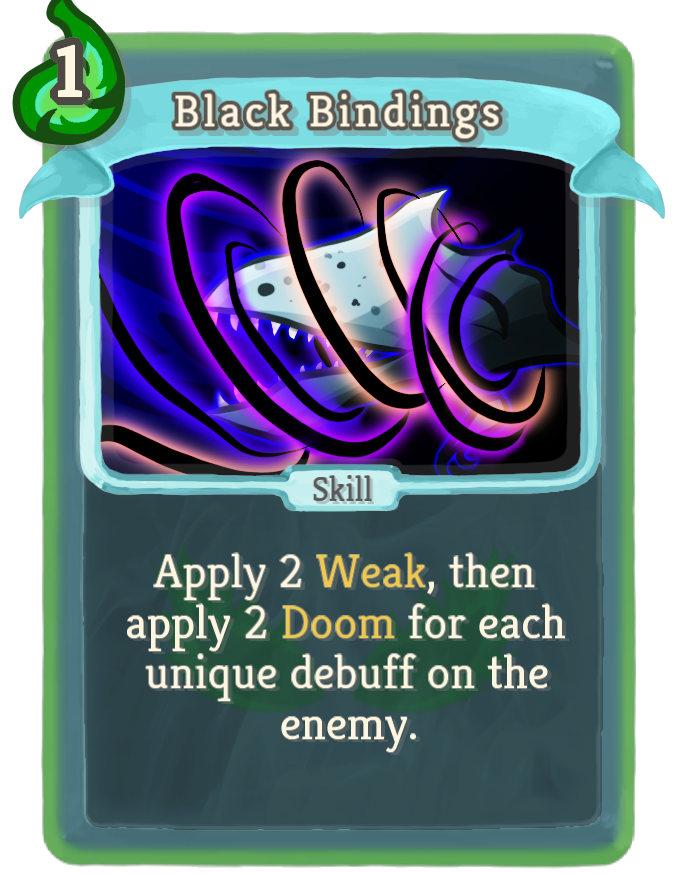 1
Black Bindings
Skill
Apply 2 Weak, then
apply 2 Doom for each
unique debuff on the
enemy.